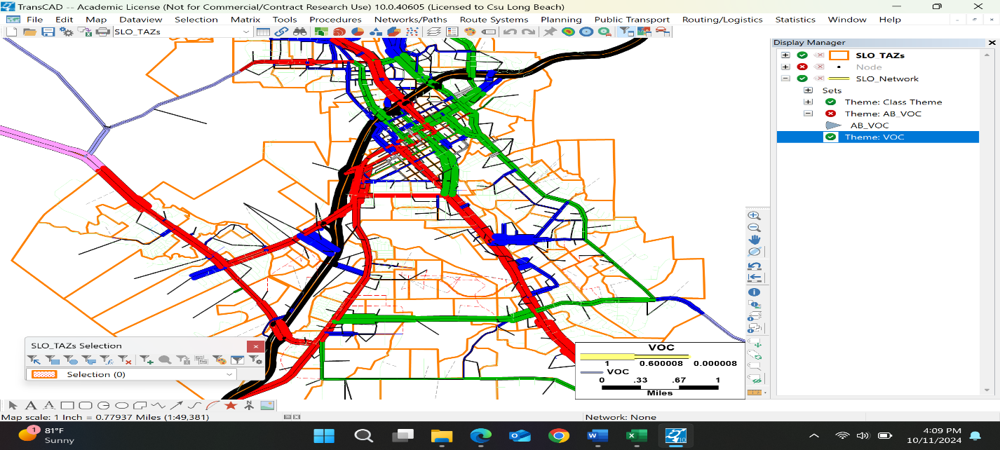 TransCAD -- Academic License (Not for Commercial/Contract Research Use) 10.0.40605 (Licensed to Csu Long Beach)
File Edit Map Dataview Selection Matrix Tools Procedures Networks/Paths Route Systems Planning Public Transport Routing/Logistics Statistics Window Help
SLO_TAZs
Display Manager
SLO_TAZs
Node
SLO_Network
Sets
Theme: Class Theme
Theme: AB_VOC
AB_VOC
Theme: VOC
SLO_TAZs Selection
Selection (0)
VOC
1 0.600008 0.000008
VOC
0 .33 .67 1
Miles
Map scale: 1 Inch = 0.77937 Miles (1:49,381)
Network: None
1
81°F
Sunny
4:09 PM
10/11/2024